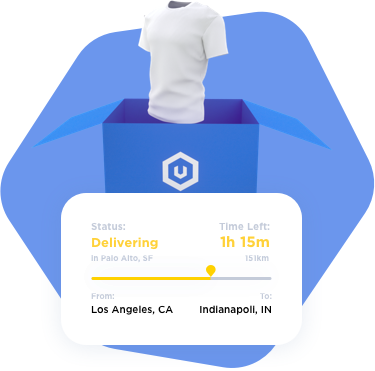 Status: Time Left:
Delivering 1h 15m
in Palo Alto, SF 151km
From: To:
Los Angeles, CA Indianapoli, IN